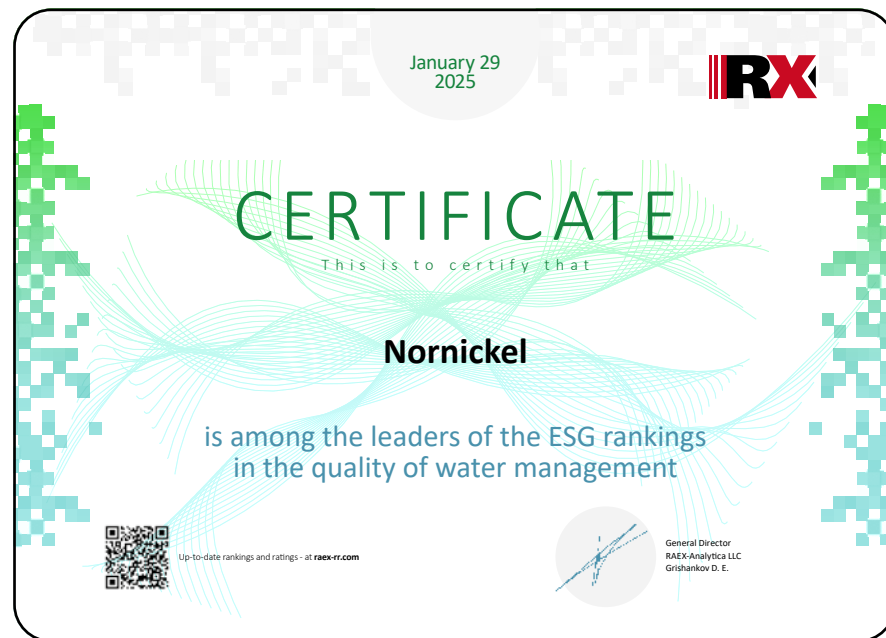 January 29
2025
RX
CERTIFICATE
This is to certify that
Nornickel
is among the leaders of the ESG rankings
in the quality of water management
Up-to-date rankings and ratings - at raex-rr.com
General Director
RAEX-Analytica LLC
Grishankov D. E.